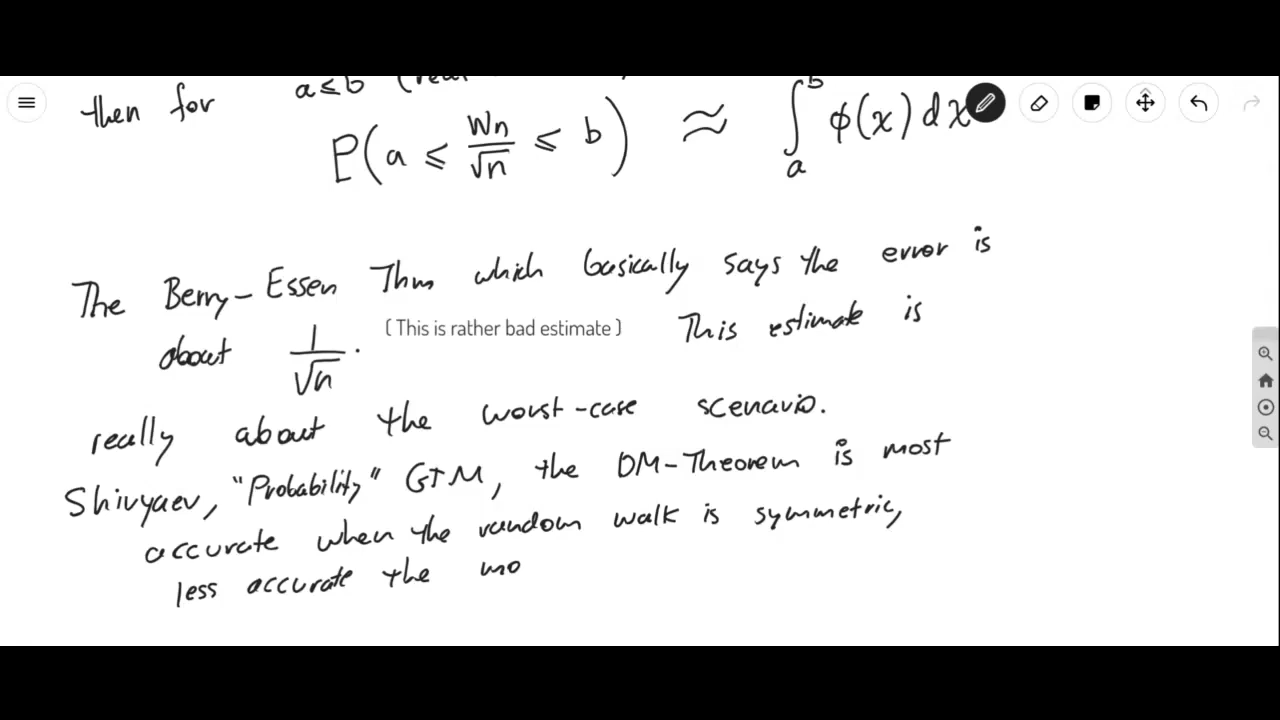 then for a ≤ b (real
P(a ≤ Wn/√n ≤ b) ≈ ∫_a^b ϕ(x) dx
The Berry-Essen Thm which basically says the error is
about 1/√n. (This is rather bad estimate) This estimate is
really about the worst-case scenario.
Shivyaev, "Probability" GTM, the DM-Theorem is most
accurate when the random walk is symmetric,
less accurate the mo